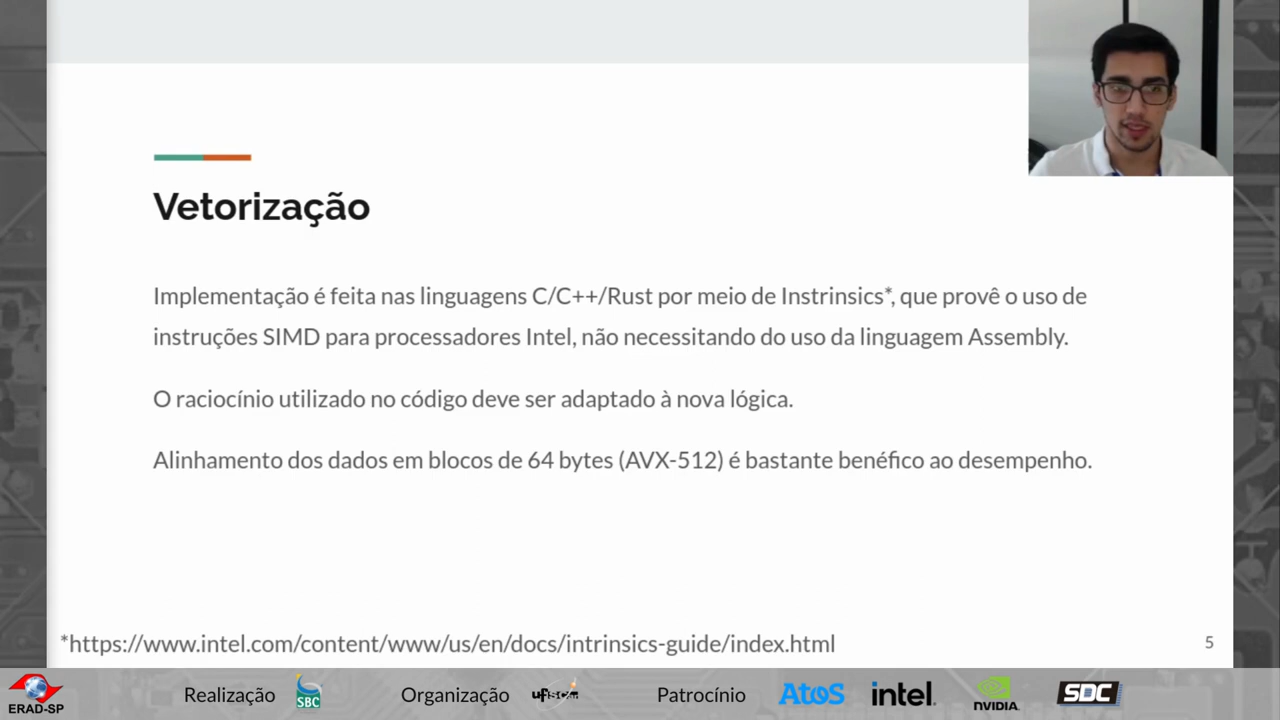 Vetorização
Implementação é feita nas linguagens C/C++/Rust por meio de Instrinsics*, que provê o uso de
instruções SIMD para processadores Intel, não necessitando do uso da linguagem Assembly.
O raciocínio utilizado no código deve ser adaptado à nova lógica.
Alinhamento dos dados em blocos de 64 bytes (AVX-512) é bastante benéfico ao desempenho.
*https://www.intel.com/content/www/us/en/docs/intrinsics-guide/index.html
5
ERAD-SP
Realização
SBC
Organização
ufscar
Patrocínio
Atos
intel.
NVIDIA.
SDC